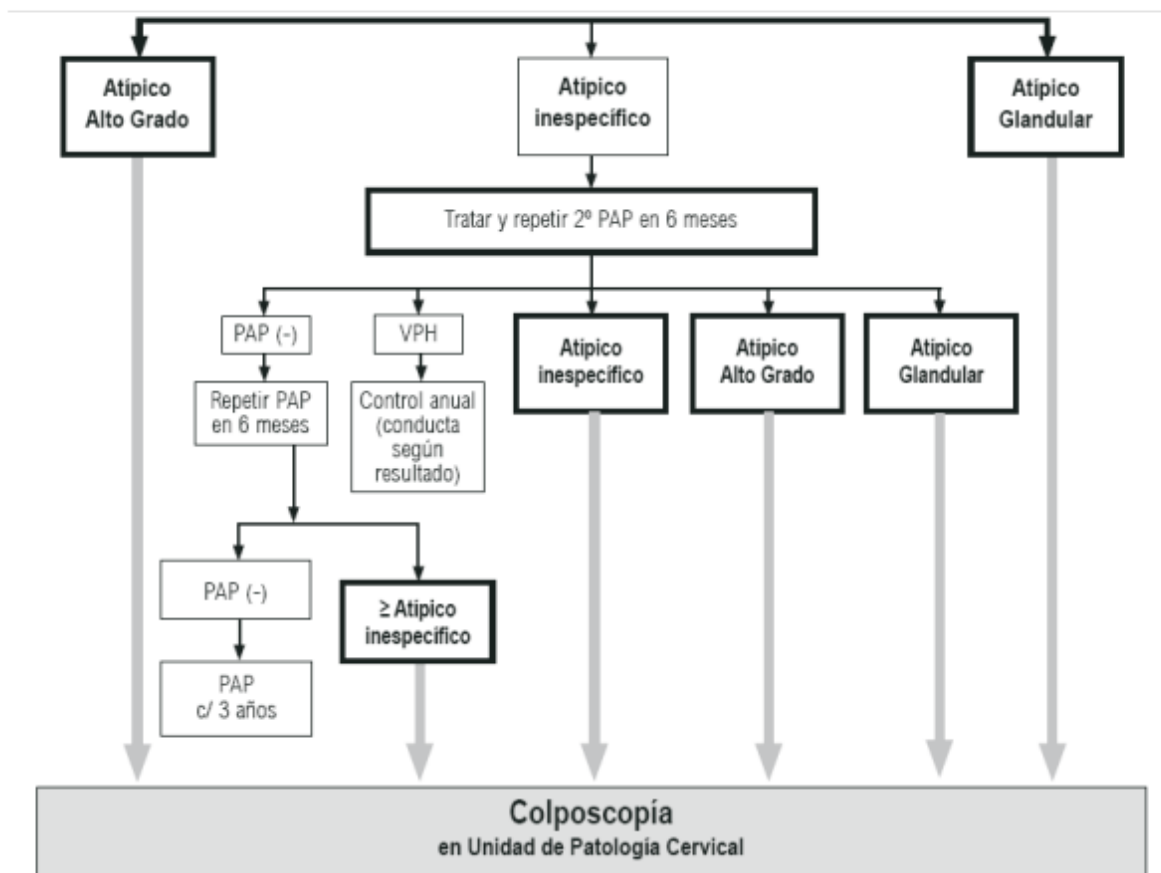 Atípico
Alto Grado
Atípico
inespecífico
Atípico
Glandular
Tratar y repetir 2º PAP en 6 meses
PAP (-)
VPH
Atípico
inespecífico
Atípico
Alto Grado
Atípico
Glandular
Repetir PAP
en 6 meses
Control anual
(conducta
según
resultado)
PAP (-)
≥ Atipico
inespecífico
PAP
c/ 3 años
Colposcopía
en Unidad de Patología Cervical